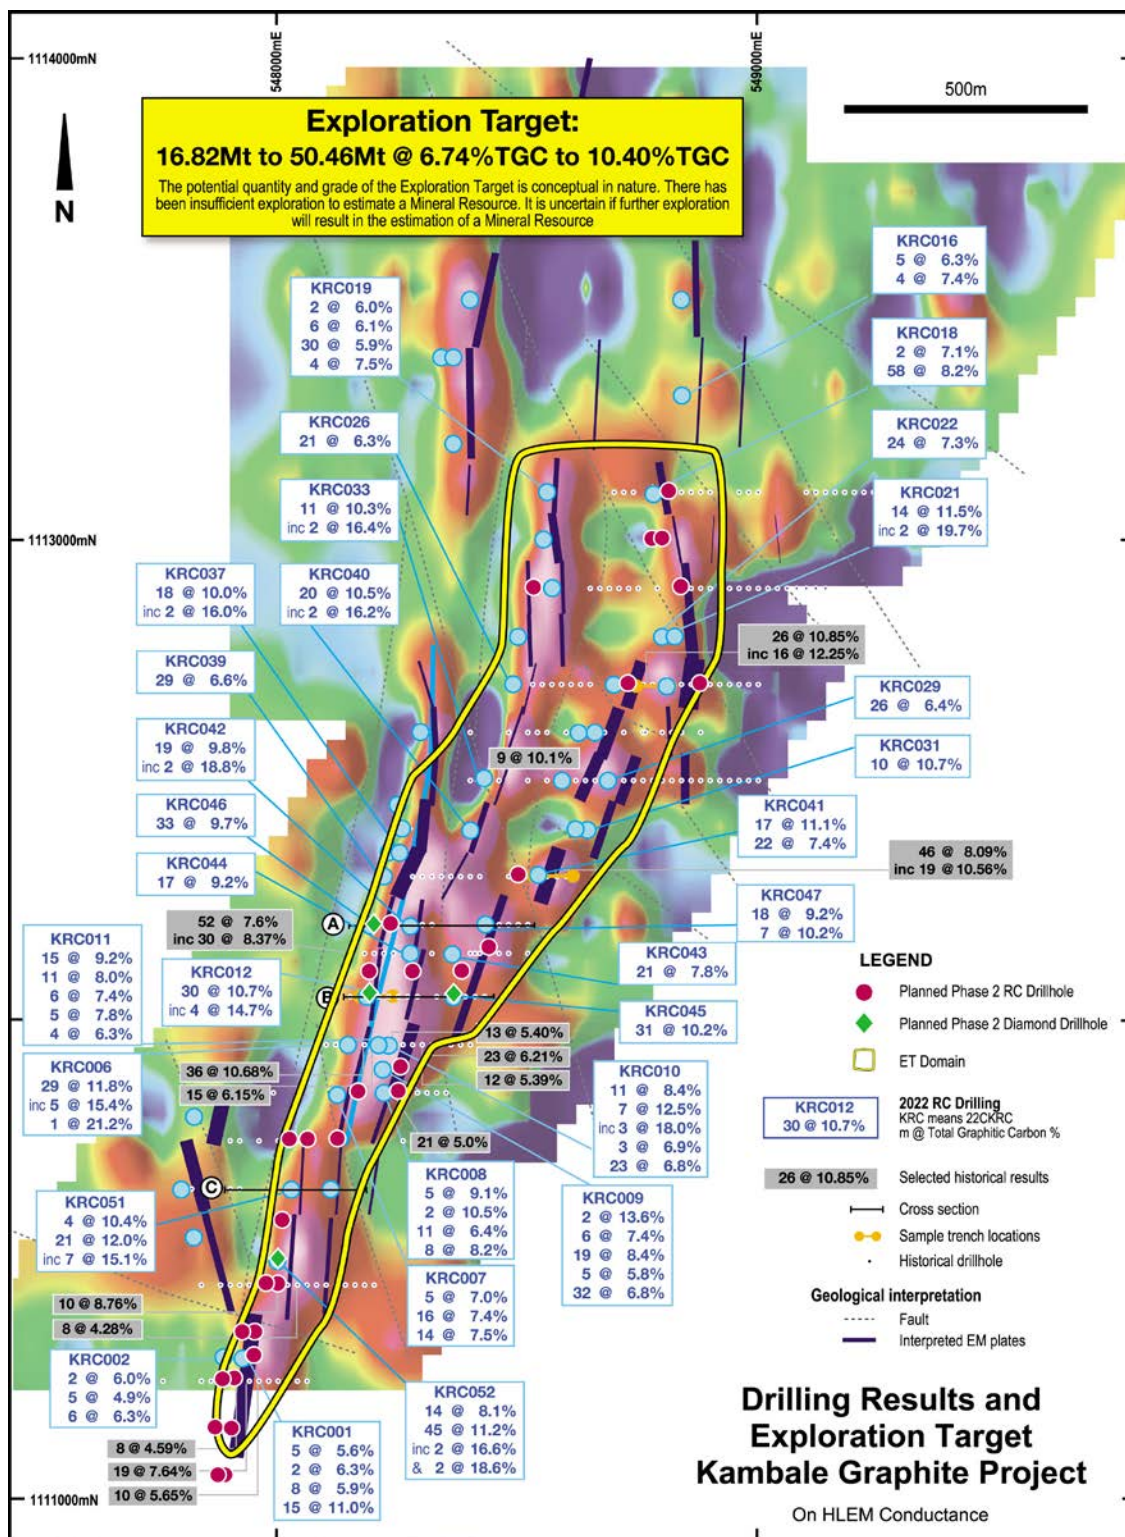 548000mE
549000mE
1114000mN
500m
N
Exploration Target:
16.82Mt to 50.46Mt @ 6.74%TGC to 10.40%TGC
The potential quantity and grade of the Exploration Target is conceptual in nature. There has
been insufficient exploration to estimate a Mineral Resource. It is uncertain if further exploration
will result in the estimation of a Mineral Resource
KRC016
5 @ 6.3%
4 @ 7.4%
KRC019
2 @ 6.0%
6 @ 6.1%
30 @ 5.9%
4 @ 7.5%
KRC018
2 @ 7.1%
58 @ 8.2%
KRC026
21 @ 6.3%
KRC022
24 @ 7.3%
KRC033
11 @ 10.3%
inc 2 @ 16.4%
KRC021
14 @ 11.5%
inc 2 @ 19.7%
1113000mN
KRC037
18 @ 10.0%
inc 2 @ 16.0%
KRC040
20 @ 10.5%
inc 2 @ 16.2%
26 @ 10.85%
inc 16 @ 12.25%
KRC039
29 @ 6.6%
KRC029
26 @ 6.4%
KRC042
19 @ 9.8%
inc 2 @ 18.8%
9 @ 10.1%
KRC031
10 @ 10.7%
KRC046
33 @ 9.7%
KRC041
17 @ 11.1%
22 @ 7.4%
KRC044
17 @ 9.2%
46 @ 8.09%
inc 19 @ 10.56%
52 @ 7.6%
inc 30 @ 8.37%
A
KRC047
18 @ 9.2%
7 @ 10.2%
KRC011
15 @ 9.2%
11 @ 8.0%
6 @ 7.4%
5 @ 7.8%
4 @ 6.3%
KRC012
30 @ 10.7%
inc 4 @ 14.7%
B
KRC043
21 @ 7.8%
KRC045
31 @ 10.2%
13 @ 5.40%
23 @ 6.21%
12 @ 5.39%
36 @ 10.68%
15 @ 6.15%
KRC006
29 @ 11.8%
inc 5 @ 15.4%
1 @ 21.2%
KRC010
11 @ 8.4%
7 @ 12.5%
inc 3 @ 18.0%
3 @ 6.9%
23 @ 6.8%
21 @ 5.0%
C
KRC051
4 @ 10.4%
21 @ 12.0%
inc 7 @ 15.1%
KRC008
5 @ 9.1%
2 @ 10.5%
11 @ 6.4%
8 @ 8.2%
KRC009
2 @ 13.6%
6 @ 7.4%
19 @ 8.4%
5 @ 5.8%
32 @ 6.8%
KRC007
5 @ 7.0%
16 @ 7.4%
14 @ 7.5%
10 @ 8.76%
8 @ 4.28%
KRC002
2 @ 6.0%
5 @ 4.9%
6 @ 6.3%
KRC052
14 @ 8.1%
45 @ 11.2%
inc 2 @ 16.6%
& 2 @ 18.6%
KRC001
5 @ 5.6%
2 @ 6.3%
8 @ 5.9%
15 @ 11.0%
8 @ 4.59%
19 @ 7.64%
10 @ 5.65%
1111000mN
LEGEND
Planned Phase 2 RC Drillhole
Planned Phase 2 Diamond Drillhole
ET Domain
KRC012
30 @ 10.7%
2022 RC Drilling
KRC means 22CKRC
m @ Total Graphitic Carbon %
26 @ 10.85%
Selected historical results
Cross section
Sample trench locations
Historical drillhole
Geological interpretation
Fault
Interpreted EM plates
Drilling Results and
Exploration Target
Kambale Graphite Project
On HLEM Conductance